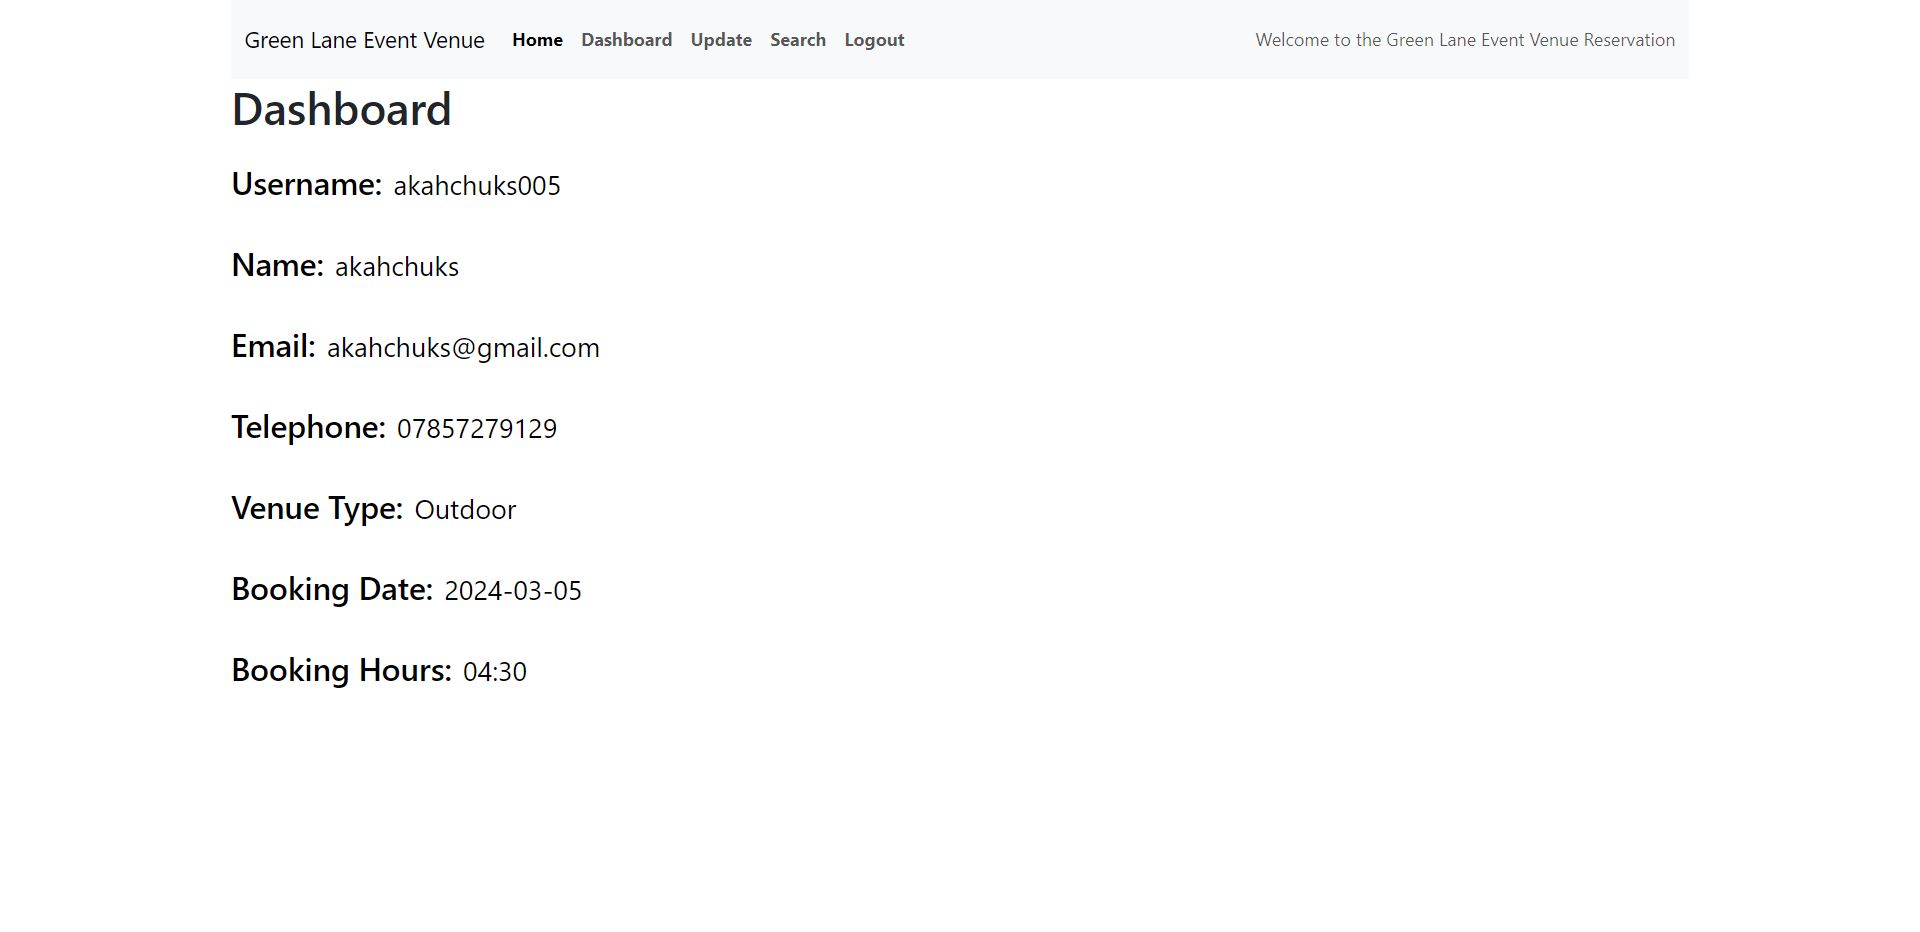 Green Lane Event Venue Home Dashboard Update Search Logout Welcome to the Green Lane Event Venue Reservation
Dashboard
Username: akahchuks005
Name: akahchuks
Email: akahchuks@gmail.com
Telephone: 07857279129
Venue Type: Outdoor
Booking Date: 2024-03-05
Booking Hours: 04:30